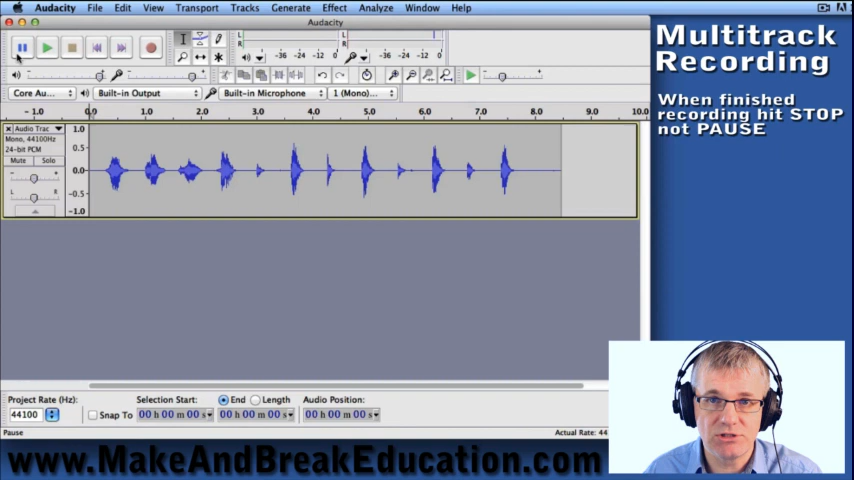 Audacity File Edit View Transport Tracks Generate Effect Analyze Window Help
Audacity
Multitrack
Recording
When finished
recording hit STOP
not PAUSE
L
R
-36 -24 -12 0
L
R
-36 -24 -12 0
Core Au... Built-in Output Built-in Microphone 1 (Mono)...
- 1.0 0.0 1.0 2.0 3.0 4.0 5.0 6.0 7.0 8.0 9.0 10.0
Audio Trac
Mono, 44100Hz
24-bit PCM
Mute Solo
- +
L R
1.0
0.5
0.0
-0.5
-1.0
Project Rate (Hz): Selection Start: End Length Audio Position:
44100 Snap To 00 h 00 m 00 s 00 h 00 m 00 s 00 h 00 m 00 s
Pause Actual Rate: 44
www.MakeAndBreakEducation.com